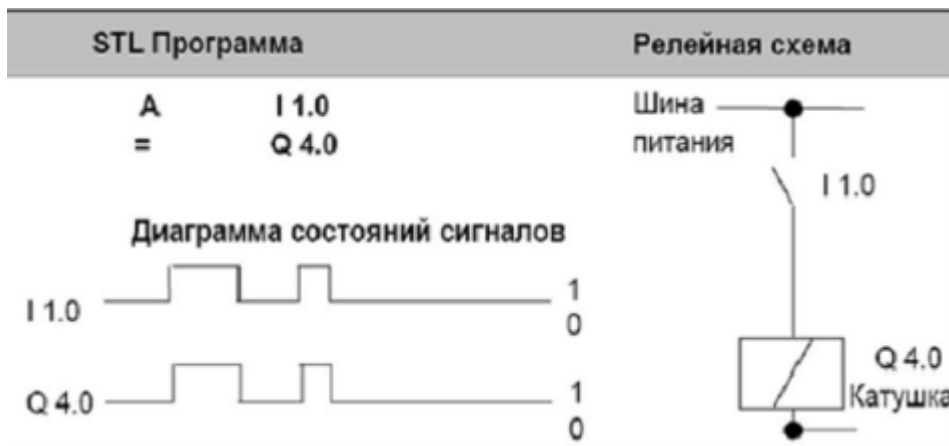 STL Программа
Релейная схема
A I 1.0
= Q 4.0
Шина
питания
I 1.0
Диаграмма состояний сигналов
I 1.0
1
0
Q 4.0
1
0
Q 4.0
Катушка